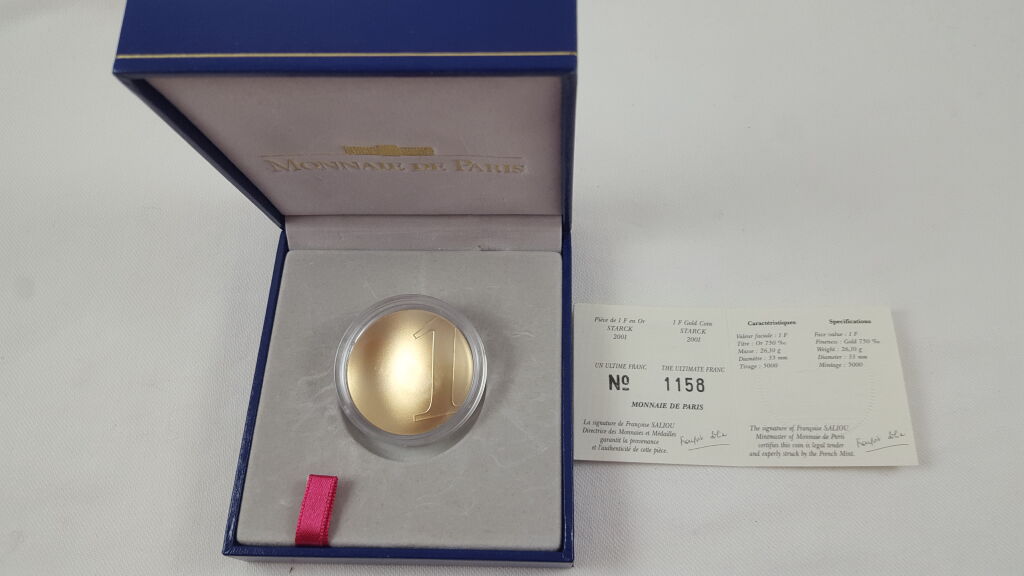 MONNAIE DE PARIS
1
Pièce de 1 F en Or
STARCK
2001
1 F Gold Coin
STARCK
2001
UN ULTIME FRANC
THE ULTIMATE FRANC
Nº 1158
MONNAIE DE PARIS
La signature de Françoise SALIOU
Directrice des Monnaies et Médailles
garantit la provenance
et l'authenticité de cette pièce.
Caractéristiques
Valeur faciale : 1 F
Titre : Or 750 ‰
Masse : 26,10 g
Diamètre : 33 mm
Tirage : 5000
Specifications
Face value : 1 F
Fineness : Gold 750 ‰
Weight : 26,10 g
Diameter : 33 mm
Mintage : 5000
The signature of Françoise SALIOU
Mintmaster of Monnaie de Paris
certifies this coin is legal tender
and experly struck by the French Mint.